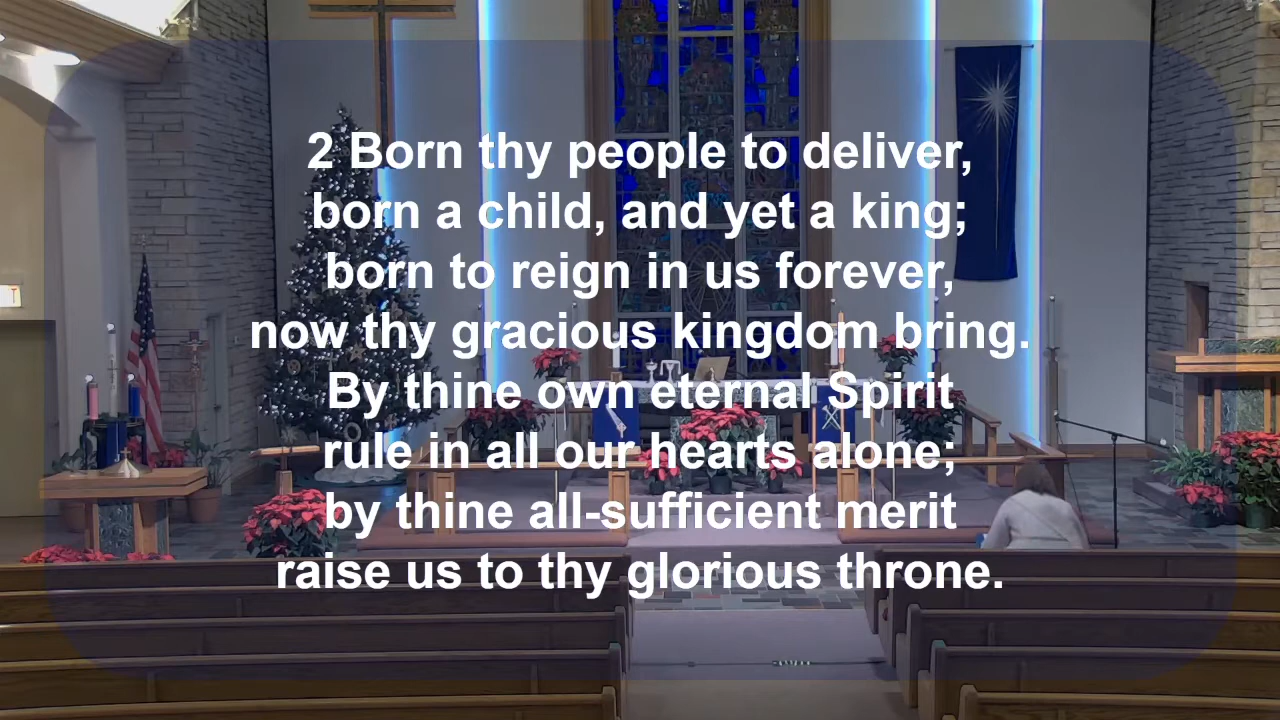 2 Born thy people to deliver,
born a child, and yet a king;
born to reign in us forever,
now thy gracious kingdom bring.
By thine own eternal Spirit
rule in all our hearts alone;
by thine all-sufficient merit
raise us to thy glorious throne.